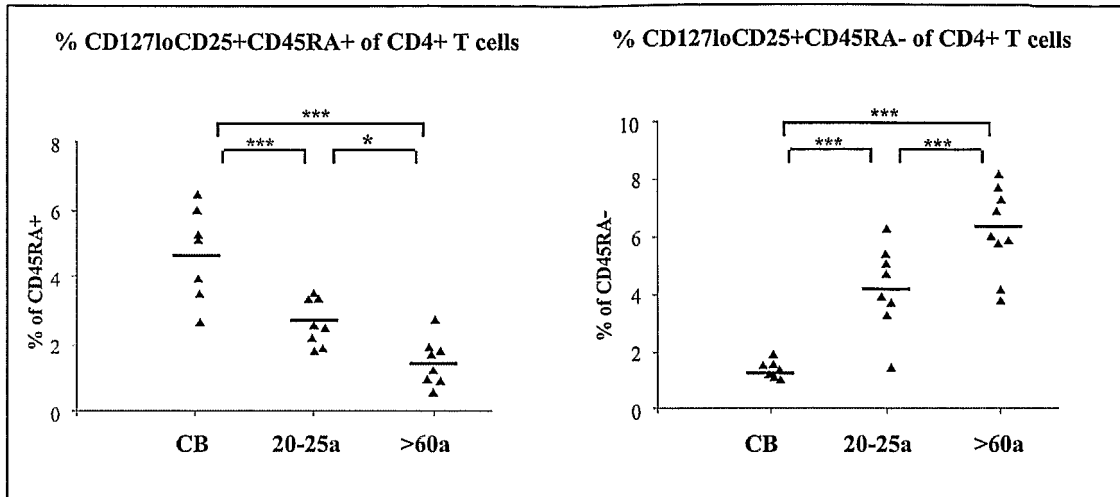 % CD127loCD25+CD45RA+ of CD4+ T cells
***
*** *
8
6
4
2
0
% of CD45RA+
CB 20-25a >60a
% CD127loCD25+CD45RA- of CD4+ T cells
***
*** ***
10
8
6
4
2
0
% of CD45RA-
CB 20-25a >60a